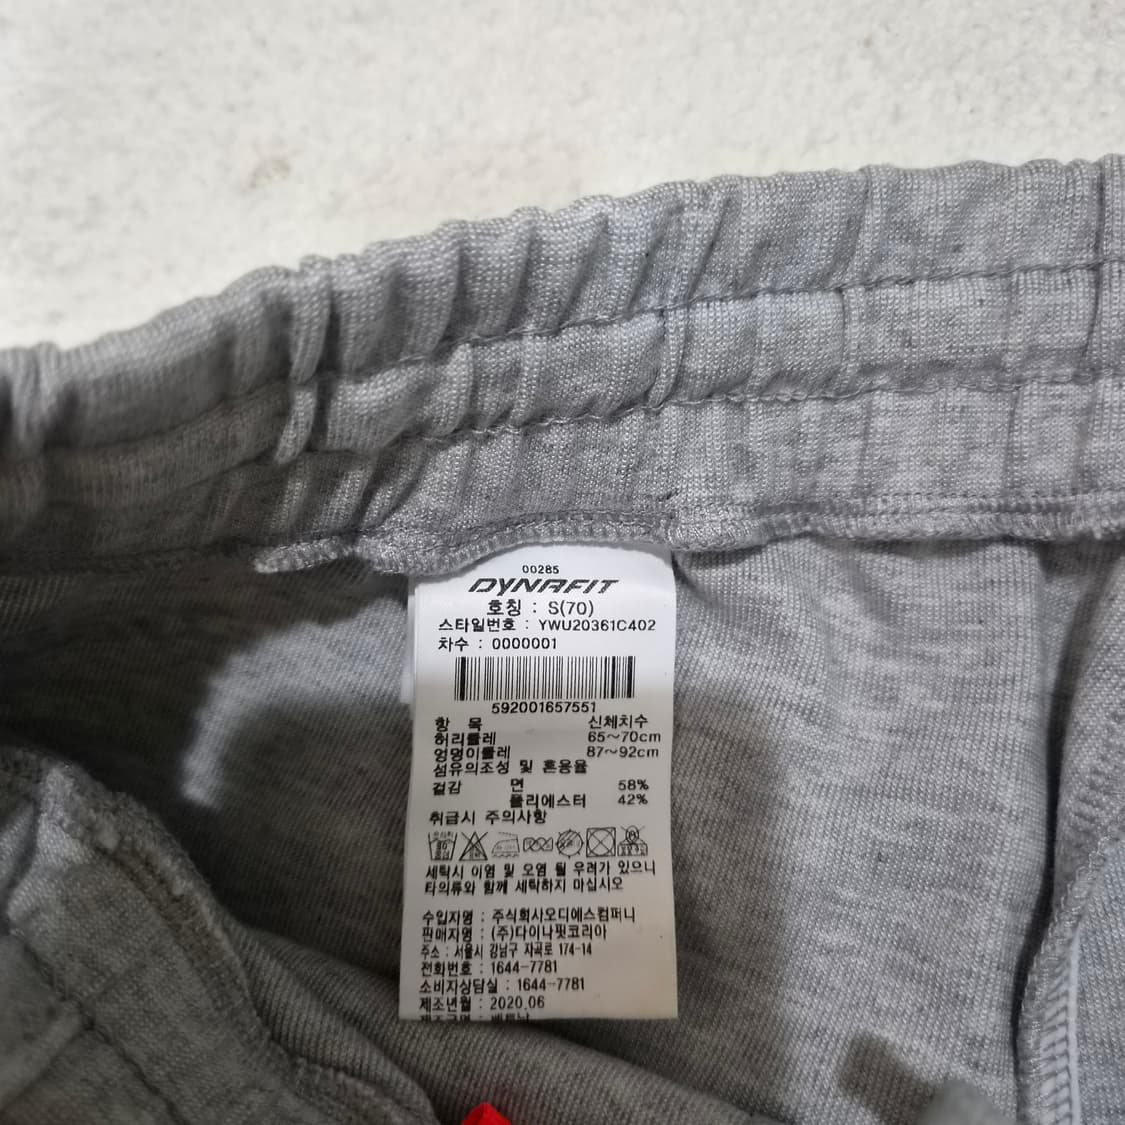 00285
DYNAFIT
호칭 : S(70)
스타일번호 : YWU20361C402
차수 : 0000001
592001657551
항 목 신체치수
허리둘레 65~70cm
엉덩이둘레 87~92cm
섬유의조성 및 혼용율
겉감 면 58%
폴리에스터 42%
취급시 주의사항
세탁시 이염 및 오염 될 우려가 있으니
타의류와 함께 세탁하지 마십시오
수입자명 : 주식회사오디에스컴퍼니
판매자명 : (주)다이나핏코리아
주소 : 서울시 강남구 자곡로 174-14
전화번호 : 1644-7781
소비자상담실 : 1644-7781
제조년월 : 2020.06
제조국명 : 베트남